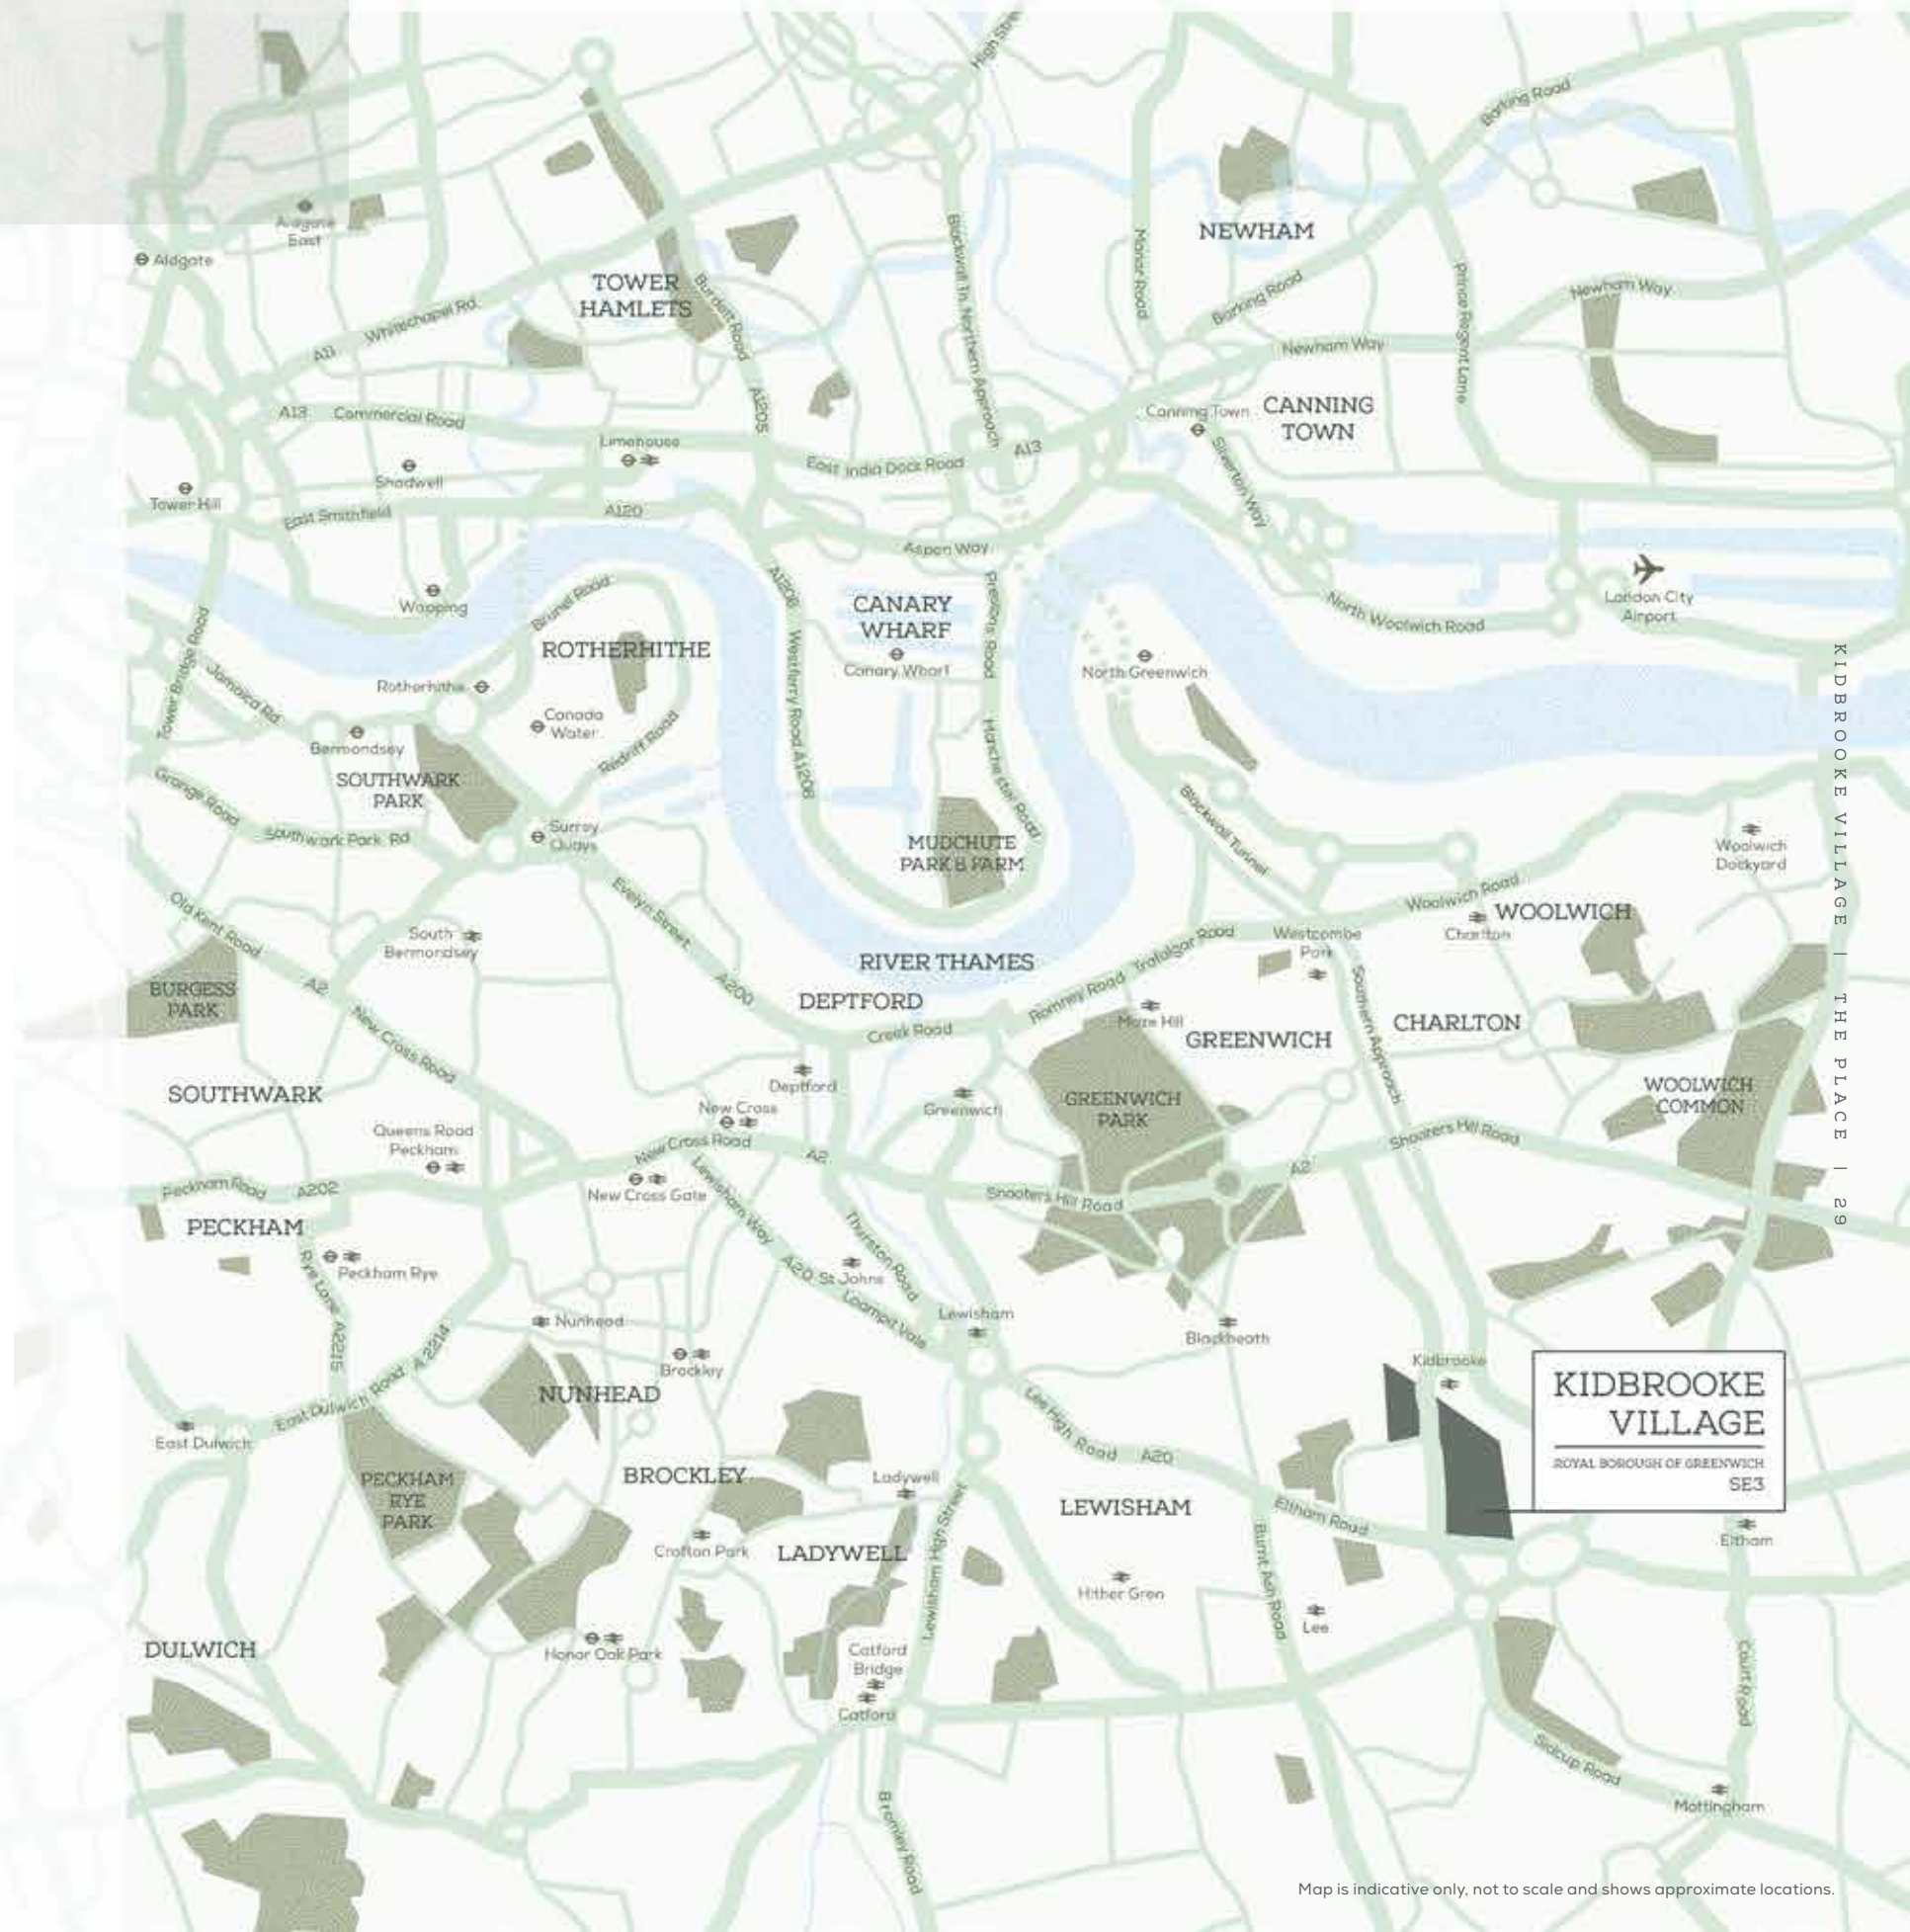 High Stre
Barking Road
Aldgate
East
Aldgate
NEWHAM
Manor Road
Blackwall Tn. Northern Approach
TOWER
HAMLETS
Burdett Road
Barking Road
Prince Regent Lane
Newham Way
A11
Whitechapel Rd.
Newham Way
A1205
A13
Commercial Road
Canning Town
CANNING
TOWN
Limehouse
A13
East India Dock Road
Silvertown Way
Shadwell
Tower Hill
East Smithfield
A120
Aspen Way
London City
Airport
North Woolwich Road
Wapping
Brunel Road
A1206
CANARY
WHARF
Canary Wharf
Prestons Road
ROTHERHITHE
Westferry Road A1206
North Greenwich
Tower Bridge Road
Jamaica Rd.
Rotherhithe
Canada
Water
Bermondsey
Redriff Road
Manchester Road
SOUTHWARK
PARK
Grange Road
Southwark Park Rd
Surrey
Quays
MUDCHUTE
PARK & FARM
Blackwall Tunnel
Woolwich
Dockyard
Evelyn Street
Old Kent Road
Woolwich Road
WOOLWICH
Charlton
South
Bermondsey
Westcombe
Park
Trafalgar Road
Romney Road
RIVER THAMES
A200
DEPTFORD
Creek Road
BURGESS
PARK
A2
New Cross Road
Maze Hill
GREENWICH
Southern Approach
CHARLTON
SOUTHWARK
Deptford
New Cross
Greenwich
GREENWICH
PARK
WOOLWICH
COMMON
Queens Road
Peckham
New Cross Road
A2
Shooters Hill Road
A2
Peckham Road
A202
New Cross Gate
Shooters Hill Road
PECKHAM
Lewisham Way
Thurston Road
Rye Lane A2215
Peckham Rye
A20
St Johns
Loampit Vale
Nunhead
Lewisham
Blackheath
Brockley
Kidbrooke
East Dulwich Road
A 2214
NUNHEAD
KIDBROOKE
VILLAGE
ROYAL BOROUGH OF GREENWICH
SE3
Lee High Road
A20
East Dulwich
PECKHAM
RYE
PARK
BROCKLEY
Ladywell
LEWISHAM
Eltham Road
Crofton Park
LADYWELL
Lewisham High Street
Burnt Ash Road
Eltham
Hither Gren
Lee
Honor Oak Park
DULWICH
Catford
Bridge
Catford
Court Road
Sidcup Road
Mottingham
Bromley Road
Map is indicative only, not to scale and shows approximate locations.
KIDBROOKE VILLAGE | THE PLACE | 29